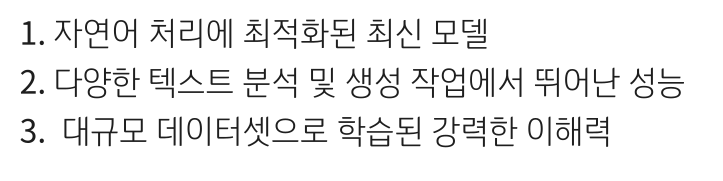 1. 자연어 처리에 최적화된 최신 모델
2. 다양한 텍스트 분석 및 생성 작업에서 뛰어난 성능
3. 대규모 데이터셋으로 학습된 강력한 이해력